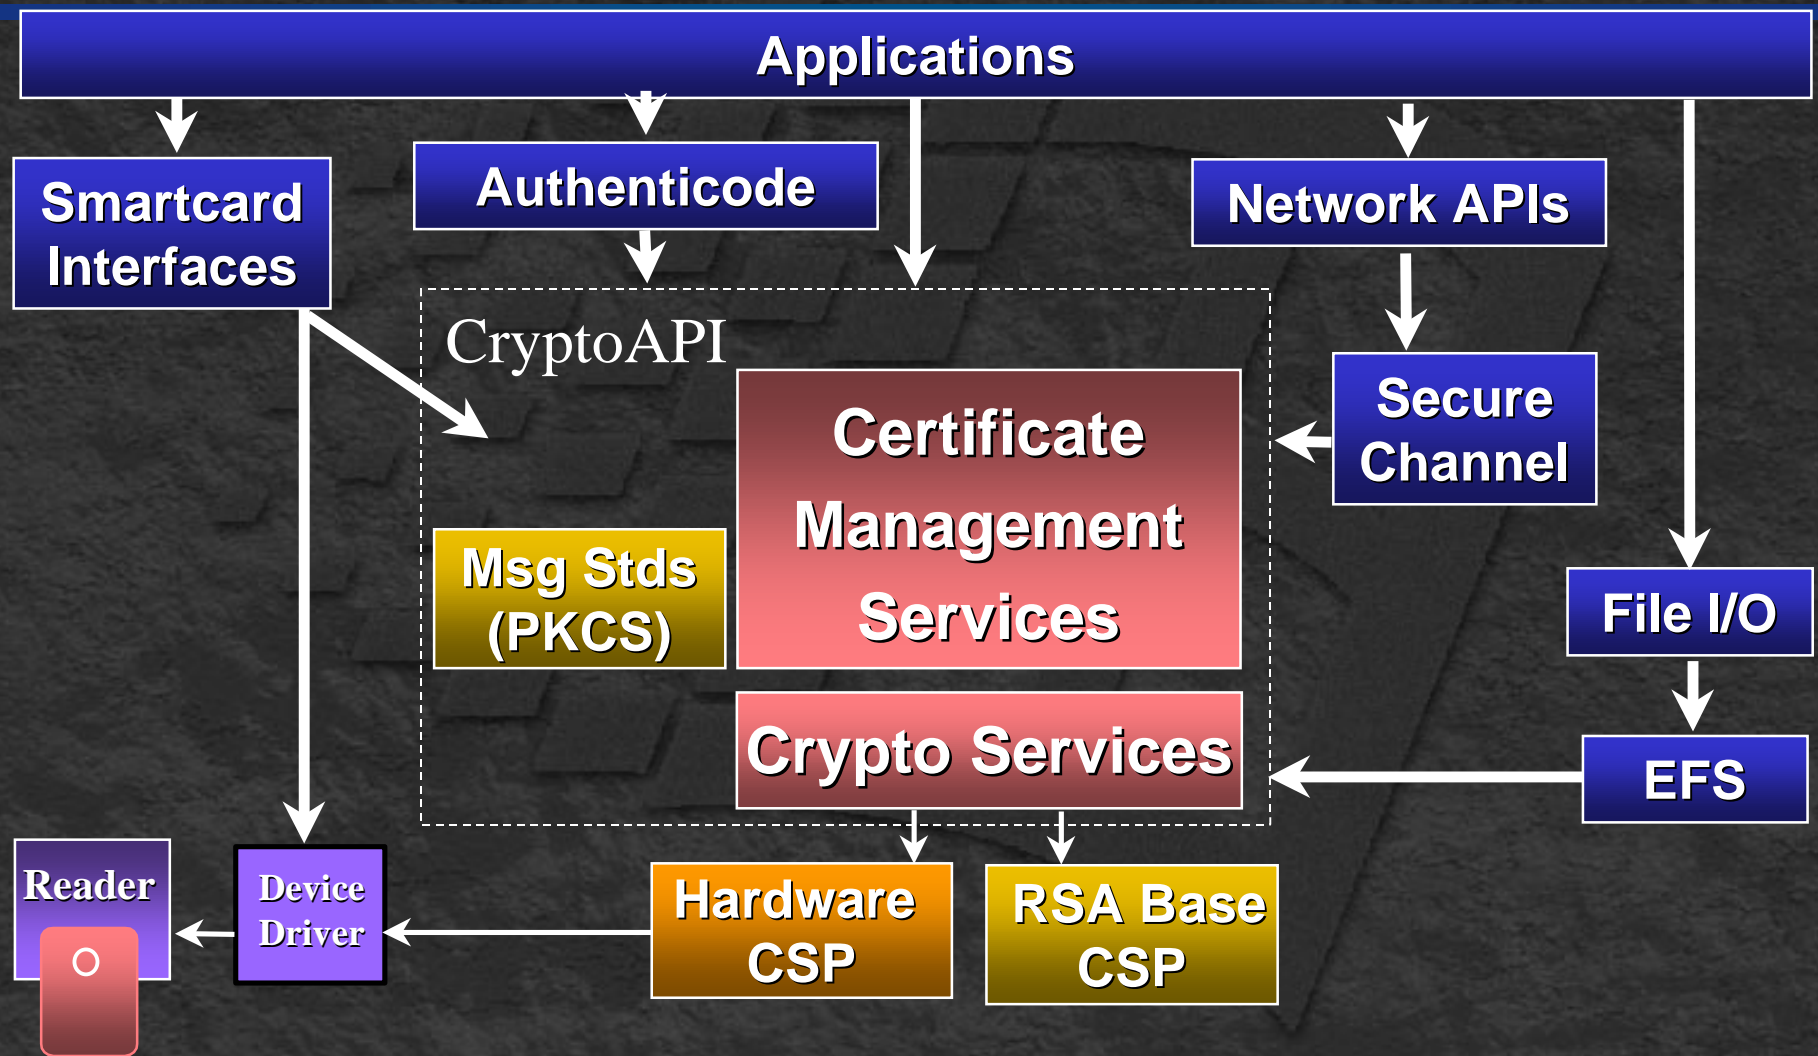 Applications
Smartcard
Interfaces
Authenticode
Network APIs
CryptoAPI
Certificate
Management
Services
Secure
Channel
Msg Stds
(PKCS)
File I/O
Crypto Services
EFS
Reader
Device
Driver
Hardware
CSP
RSA Base
CSP